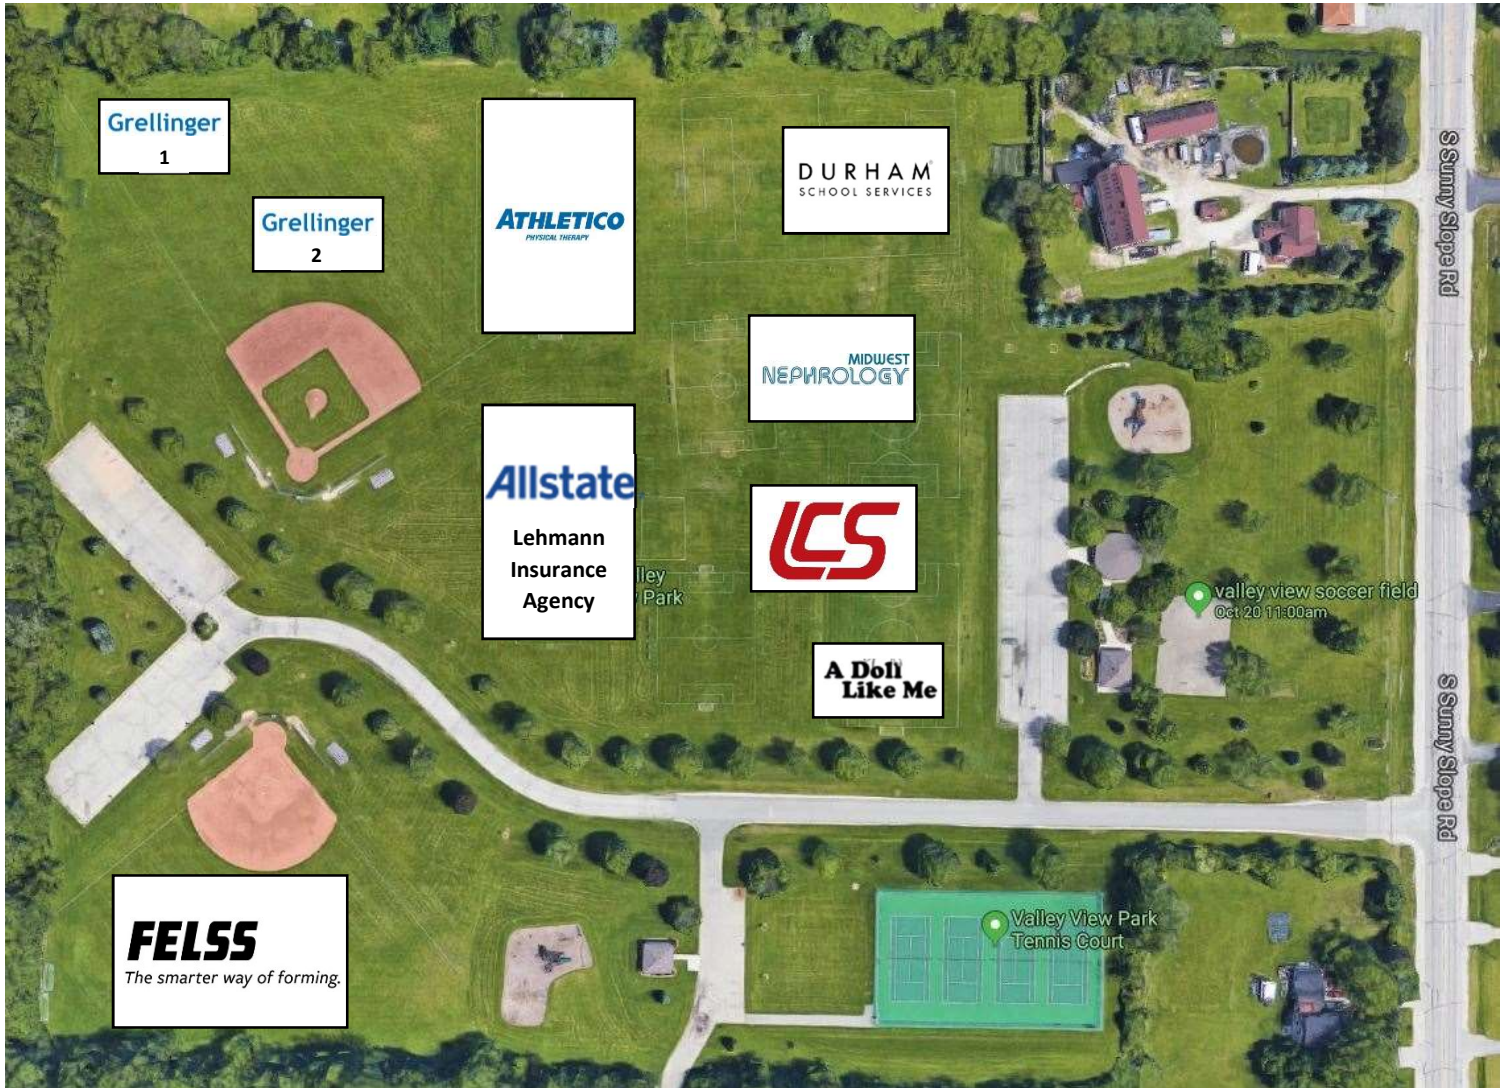 Grellinger
1
Grellinger
2
ATHLETICO
PHYSICAL THERAPY
DURHAM
SCHOOL SERVICES
MIDWEST
NEPHROLOGY
Allstate
Lehmann
Insurance
Agency
lley
Park
LCS
A Doll
Like Me
valley view soccer field
Oct 20 11:00am
S Sunny Slope Rd
S Sunny Slope Rd
FELSS
The smarter way of forming.
Valley View Park
Tennis Court